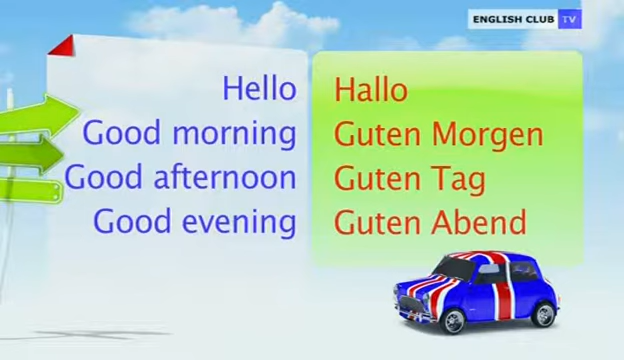 ENGLISH CLUB TV
Hello Hallo
Good morning Guten Morgen
Good afternoon Guten Tag
Good evening Guten Abend